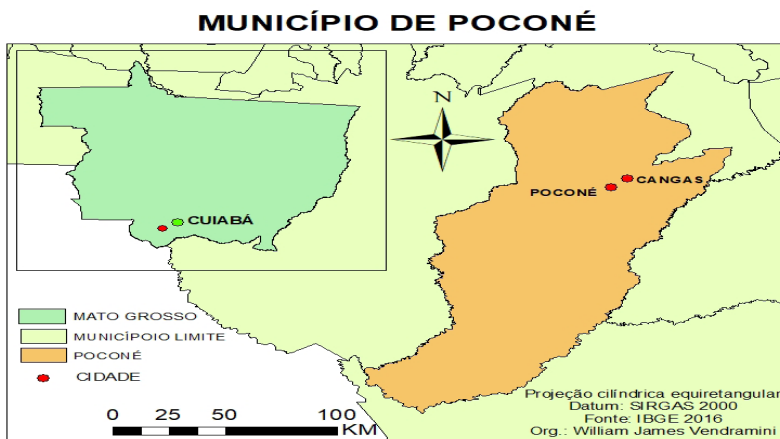 MUNICÍPIO DE POCONÉ
N
CUIABÁ
CANGAS
POCONÉ
MATO GROSSO
MUNICÍPOIO LIMITE
POCONÉ
CIDADE
0 25 50 100
KM
Projeção cilíndrica equiretangular
Datum: SIRGAS 2000
Fonte: IBGE 2016
Org.: William James Vendramini